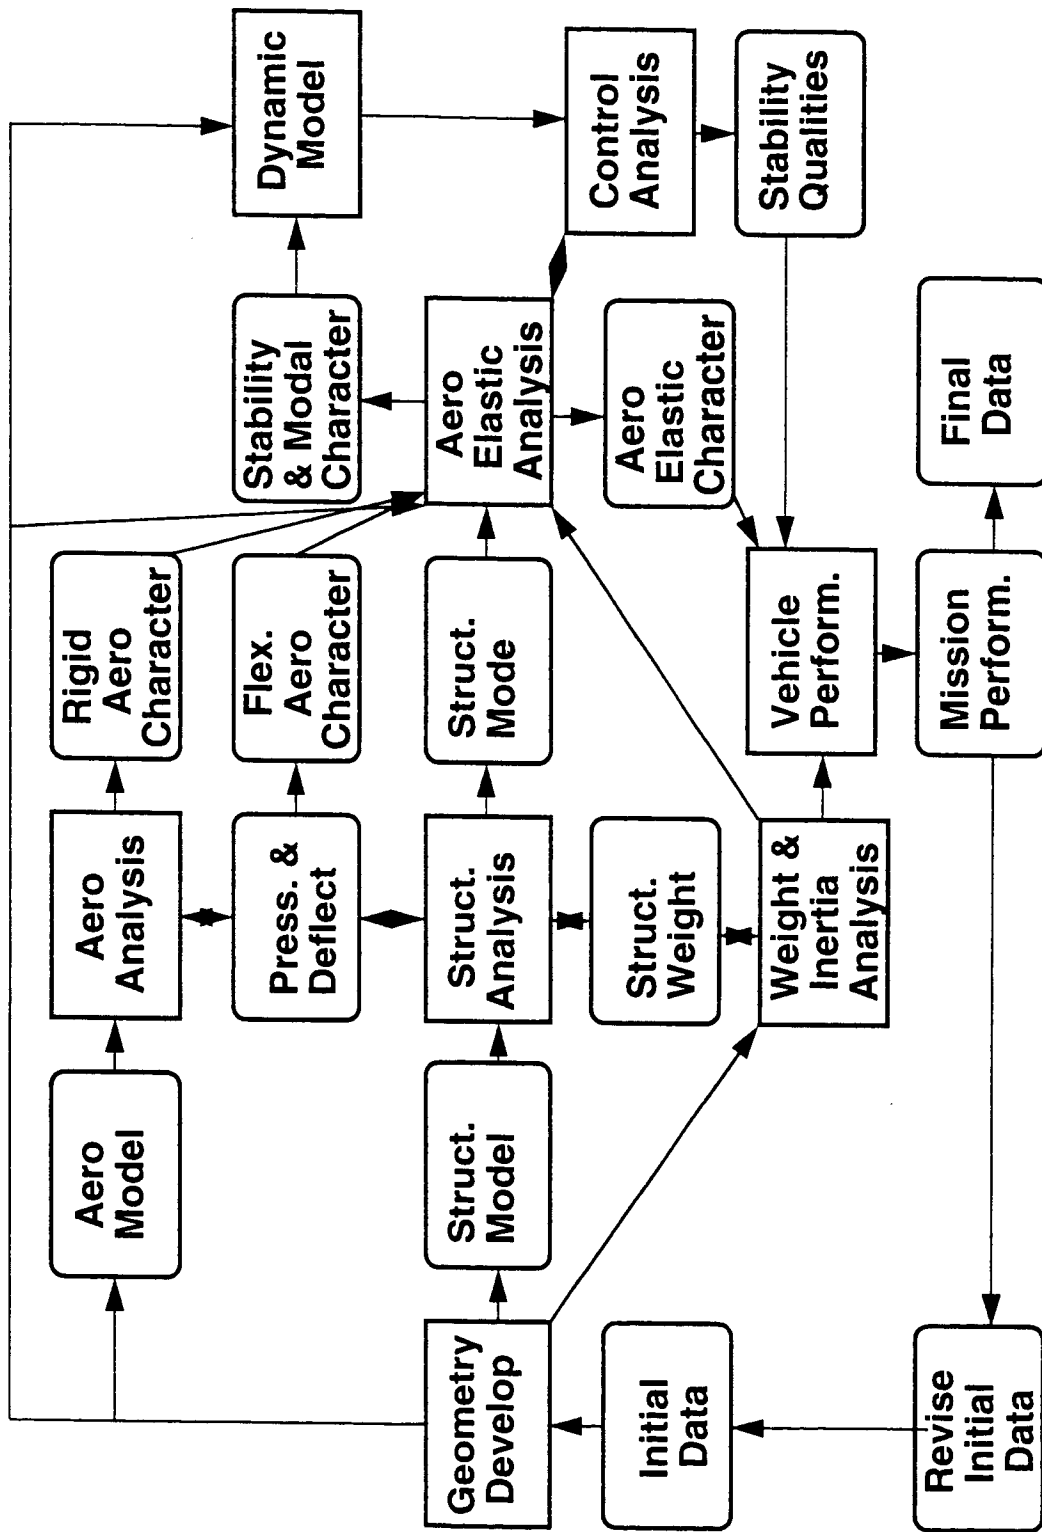 Aero
Model
Aero
Analysis
Rigid
Aero
Character
Press. &
Deflect
Flex.
Aero
Character
Stability
& Modal
Character
Dynamic
Model
Geometry
Develop
Struct.
Model
Struct.
Analysis
Struct.
Mode
Aero
Elastic
Analysis
Control
Analysis
Initial
Data
Struct.
Weight
Aero
Elastic
Character
Stability
Qualities
Weight &
Inertia
Analysis
Vehicle
Perform.
Revise
Initial
Data
Mission
Perform.
Final
Data